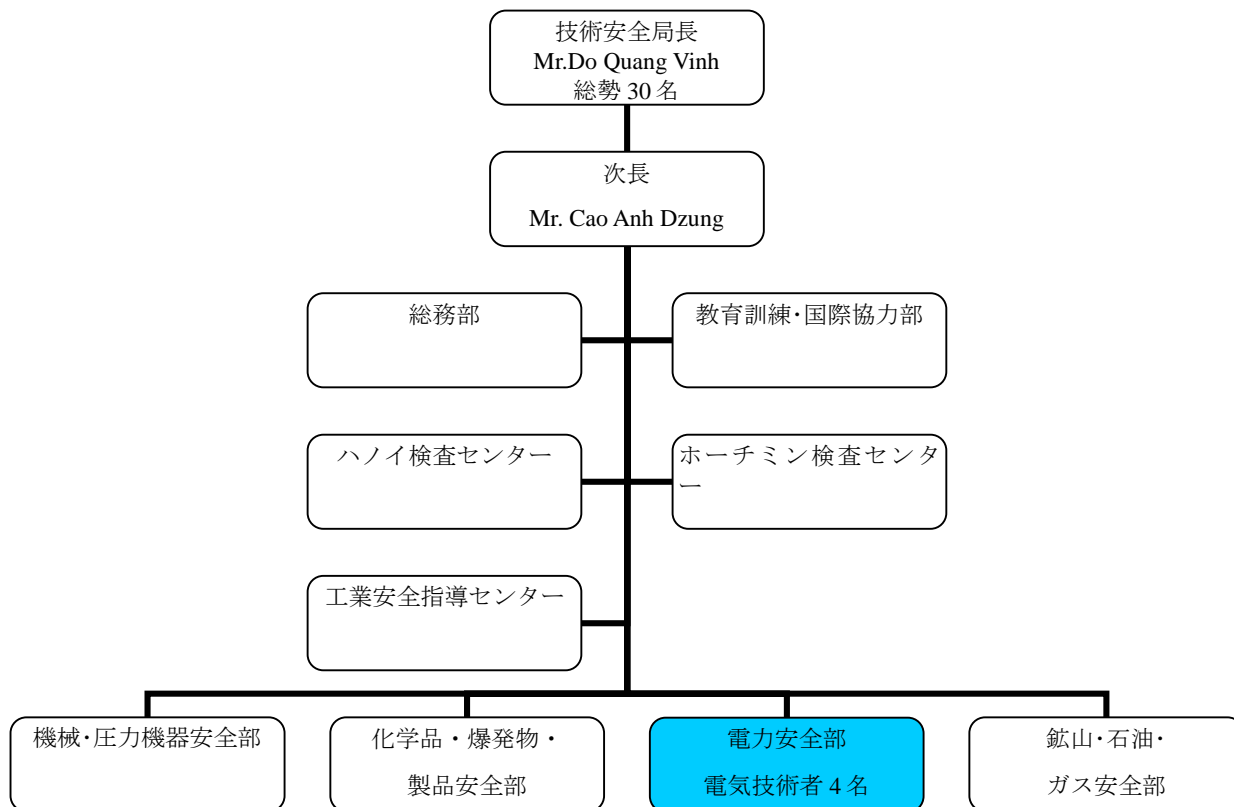 技術安全局長
Mr.Do Quang Vinh
総勢 30 名
次長
Mr. Cao Anh Dzung
総務部
教育訓練･国際協力部
ハノイ検査センター
ホーチミン検査センタ
ー
工業安全指導センター
機械･圧力機器安全部
化学品・爆発物・
製品安全部
電力安全部
電気技術者 4 名
鉱山･石油･
ガス安全部